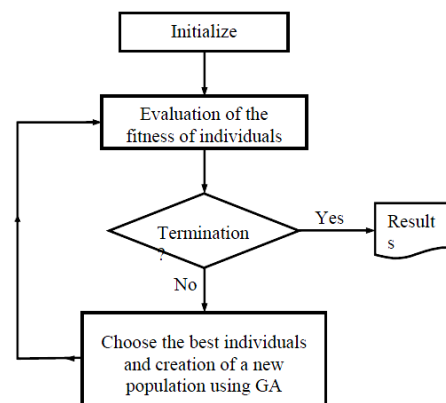 Initialize
Evaluation of the
fitness of individuals
Termination
?
Yes
Result
s
No
Choose the best individuals
and creation of a new
population using GA